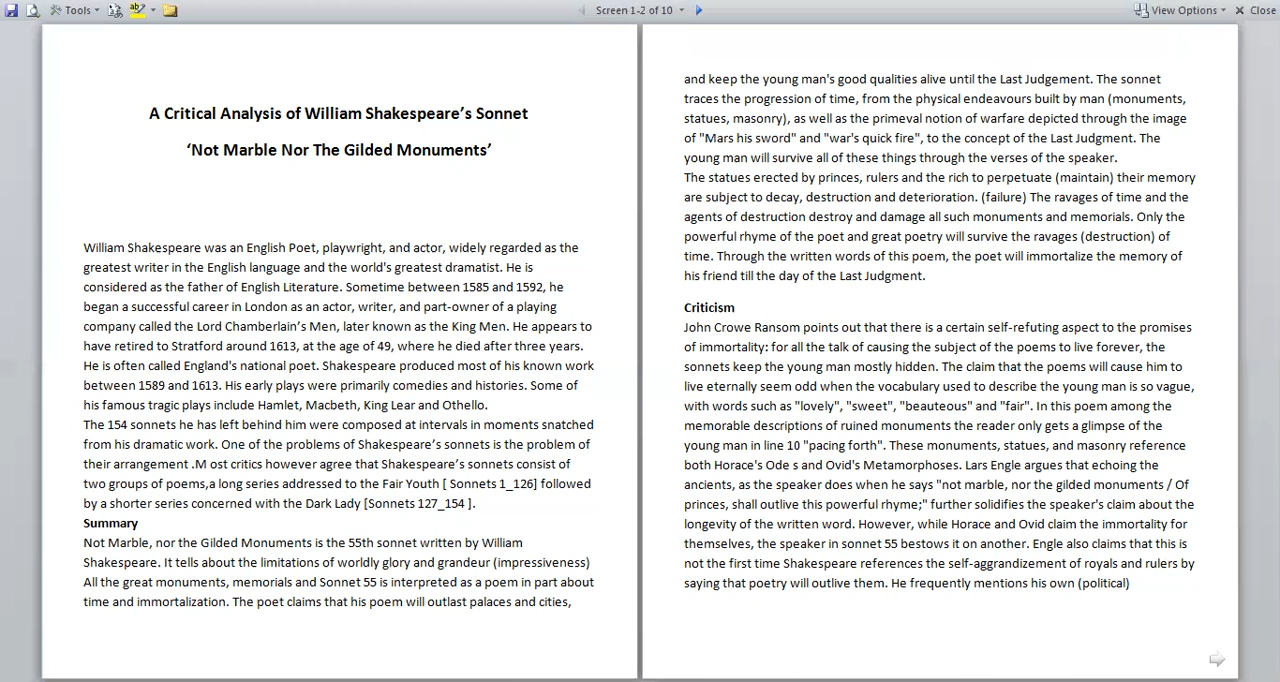 Tools
Screen 1-2 of 10
View Options
Close
A Critical Analysis of William Shakespeare’s Sonnet
‘Not Marble Nor The Gilded Monuments’
William Shakespeare was an English Poet, playwright, and actor, widely regarded as the
greatest writer in the English language and the world's greatest dramatist. He is
considered as the father of English Literature. Sometime between 1585 and 1592, he
began a successful career in London as an actor, writer, and part-owner of a playing
company called the Lord Chamberlain’s Men, later known as the King Men. He appears to
have retired to Stratford around 1613, at the age of 49, where he died after three years.
He is often called England's national poet. Shakespeare produced most of his known work
between 1589 and 1613. His early plays were primarily comedies and histories. Some of
his famous tragic plays include Hamlet, Macbeth, King Lear and Othello.
The 154 sonnets he has left behind him were composed at intervals in moments snatched
from his dramatic work. One of the problems of Shakespeare’s sonnets is the problem of
their arrangement .M ost critics however agree that Shakespeare’s sonnets consist of
two groups of poems,a long series addressed to the Fair Youth [ Sonnets 1_126] followed
by a shorter series concerned with the Dark Lady [Sonnets 127_154 ].
Summary
Not Marble, nor the Gilded Monuments is the 55th sonnet written by William
Shakespeare. It tells about the limitations of worldly glory and grandeur (impressiveness)
All the great monuments, memorials and Sonnet 55 is interpreted as a poem in part about
time and immortalization. The poet claims that his poem will outlast palaces and cities,
and keep the young man's good qualities alive until the Last Judgement. The sonnet
traces the progression of time, from the physical endeavours built by man (monuments,
statues, masonry), as well as the primeval notion of warfare depicted through the image
of "Mars his sword" and "war's quick fire", to the concept of the Last Judgment. The
young man will survive all of these things through the verses of the speaker.
The statues erected by princes, rulers and the rich to perpetuate (maintain) their memory
are subject to decay, destruction and deterioration. (failure) The ravages of time and the
agents of destruction destroy and damage all such monuments and memorials. Only the
powerful rhyme of the poet and great poetry will survive the ravages (destruction) of
time. Through the written words of this poem, the poet will immortalize the memory of
his friend till the day of the Last Judgment.
Criticism
John Crowe Ransom points out that there is a certain self-refuting aspect to the promises
of immortality: for all the talk of causing the subject of the poems to live forever, the
sonnets keep the young man mostly hidden. The claim that the poems will cause him to
live eternally seem odd when the vocabulary used to describe the young man is so vague,
with words such as "lovely", "sweet", "beauteous" and "fair". In this poem among the
memorable descriptions of ruined monuments the reader only gets a glimpse of the
young man in line 10 "pacing forth". These monuments, statues, and masonry reference
both Horace's Ode s and Ovid's Metamorphoses. Lars Engle argues that echoing the
ancients, as the speaker does when he says "not marble, nor the gilded monuments / Of
princes, shall outlive this powerful rhyme;" further solidifies the speaker's claim about the
longevity of the written word. However, while Horace and Ovid claim the immortality for
themselves, the speaker in sonnet 55 bestows it on another. Engle also claims that this is
not the first time Shakespeare references the self-aggrandizement of royals and rulers by
saying that poetry will outlive them. He frequently mentions his own (political)